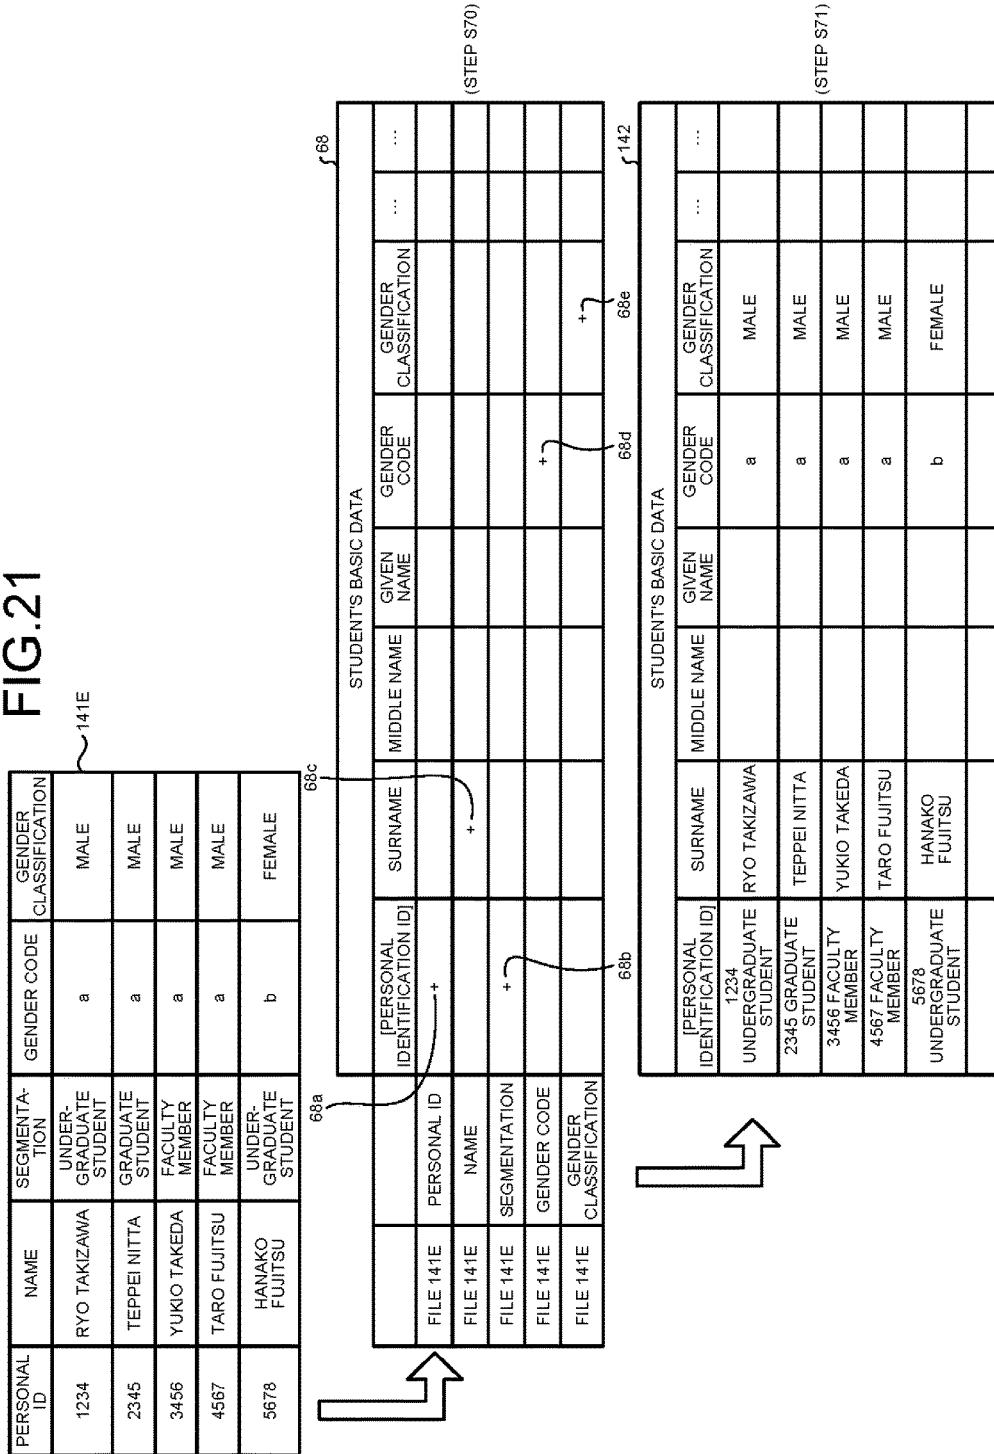 FIG.21
PERSONAL ID NAME SEGMENTA-TION GENDER CODE GENDER CLASSIFICATION
1234 RYO TAKIZAWA UNDER-GRADUATE STUDENT a MALE
2345 TEPPEI NITTA GRADUATE STUDENT a MALE
3456 YUKIO TAKEDA FACULTY MEMBER a MALE
4567 TARO FUJITSU FACULTY MEMBER a MALE
5678 HANAKO FUJITSU UNDER-GRADUATE STUDENT b FEMALE
141E
68
STUDENT'S BASIC DATA
[PERSONAL IDENTIFICATION ID] SURNAME MIDDLE NAME GIVEN NAME GENDER CODE GENDER CLASSIFICATION ... ...
FILE 141E PERSONAL ID +
FILE 141E NAME +
FILE 141E SEGMENTATION +
FILE 141E GENDER CODE +
FILE 141E GENDER CLASSIFICATION +
68a
68b
68c
68d
68e
(STEP S70)
142
STUDENT'S BASIC DATA
[PERSONAL IDENTIFICATION ID] SURNAME MIDDLE NAME GIVEN NAME GENDER CODE GENDER CLASSIFICATION ... ...
1234 UNDERGRADUATE STUDENT RYO TAKIZAWA a MALE
2345 GRADUATE STUDENT TEPPEI NITTA a MALE
3456 FACULTY MEMBER YUKIO TAKEDA a MALE
4567 FACULTY MEMBER TARO FUJITSU a MALE
5678 UNDERGRADUATE STUDENT HANAKO FUJITSU b FEMALE
(STEP S71)